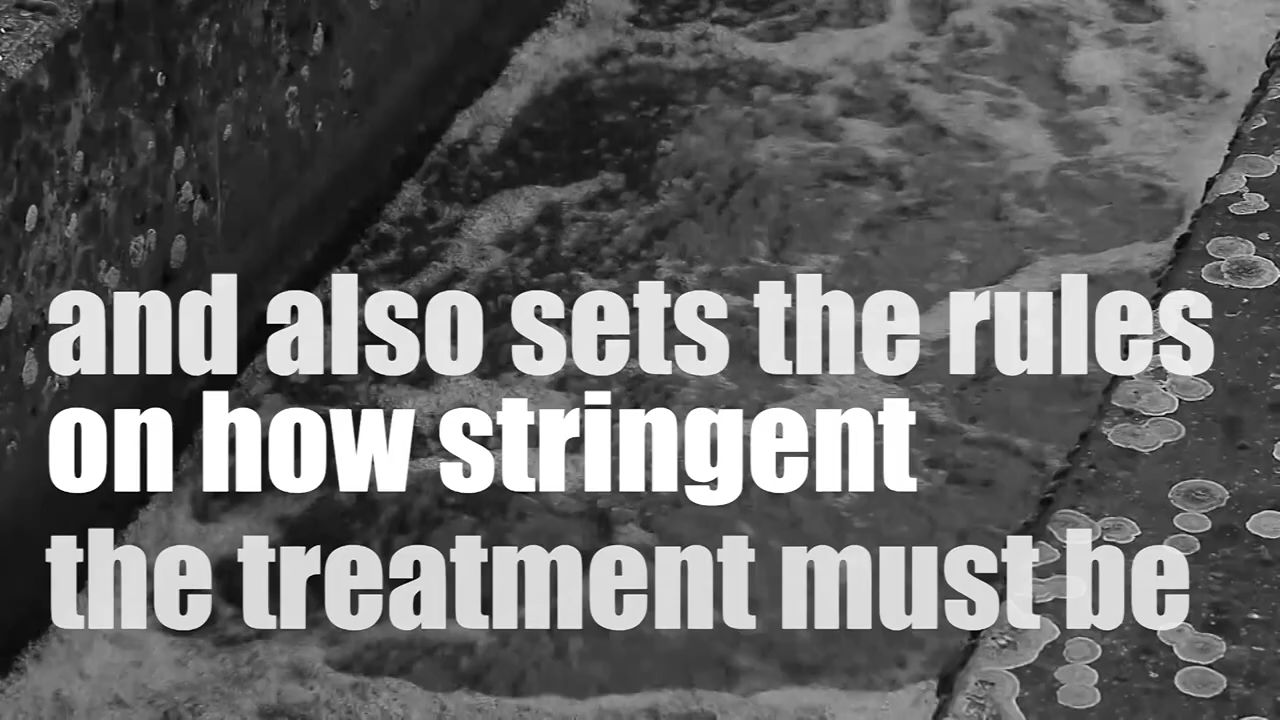 and also sets the rules
on how stringent
the treatment must be